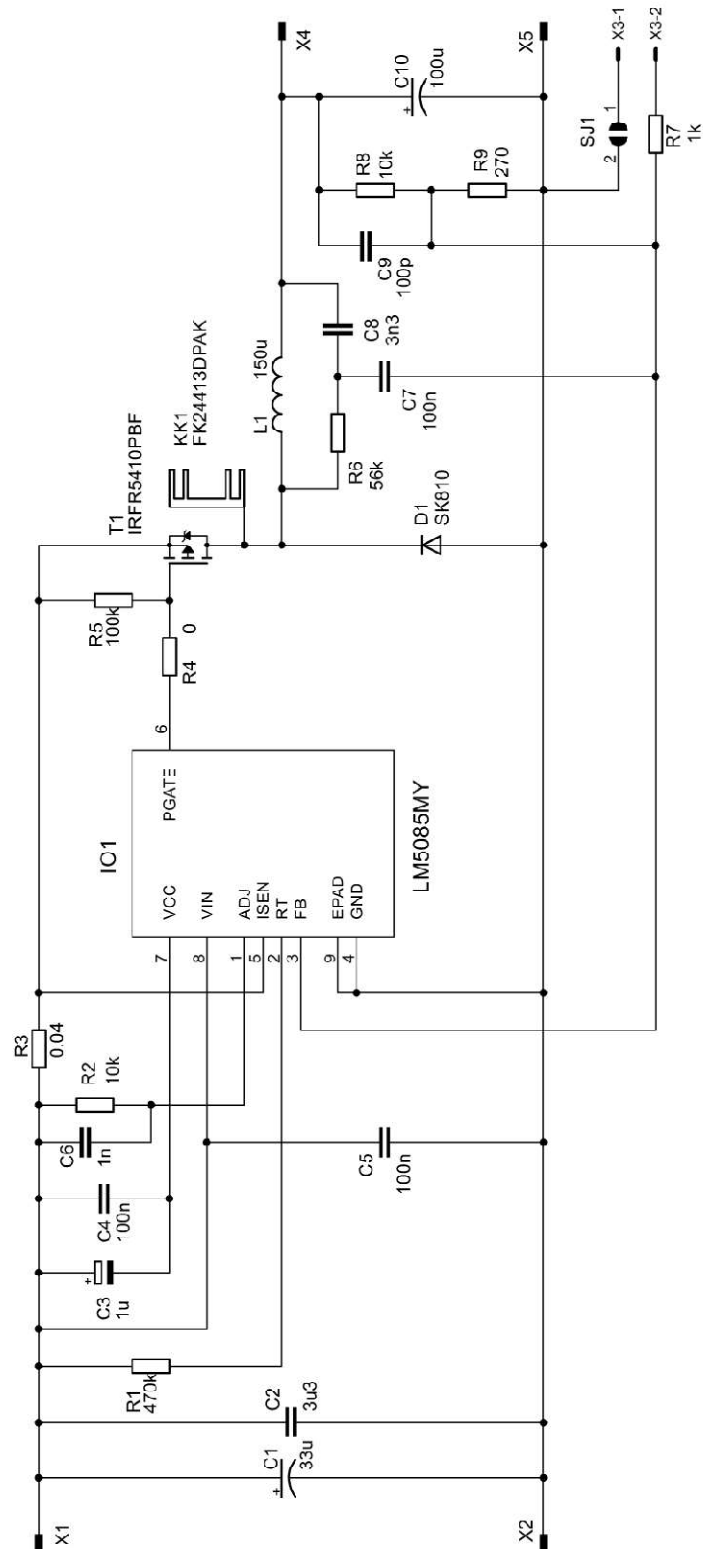 X1
X2
C1
33u
+
C2
3u3
R1
470k
C3
1u
+
C4
100n
C6
1n
R2
10k
R3
0.04
C5
100n
IC1
LM5085MY
VCC
VIN
ADJ
ISEN
RT
FB
EPAD
GND
PGATE
7
8
1
5
2
3
9
4
6
R4
0
R5
100k
T1
IRFR5410PBF
KK1
FK24413DPAK
D1
SK810
L1
150u
R6
56k
C8
3n3
C7
100n
C9
100p
R8
10k
R9
270
C10
100u
+
X4
X5
SJ1
2
1
X3-1
X3-2
R7
1k